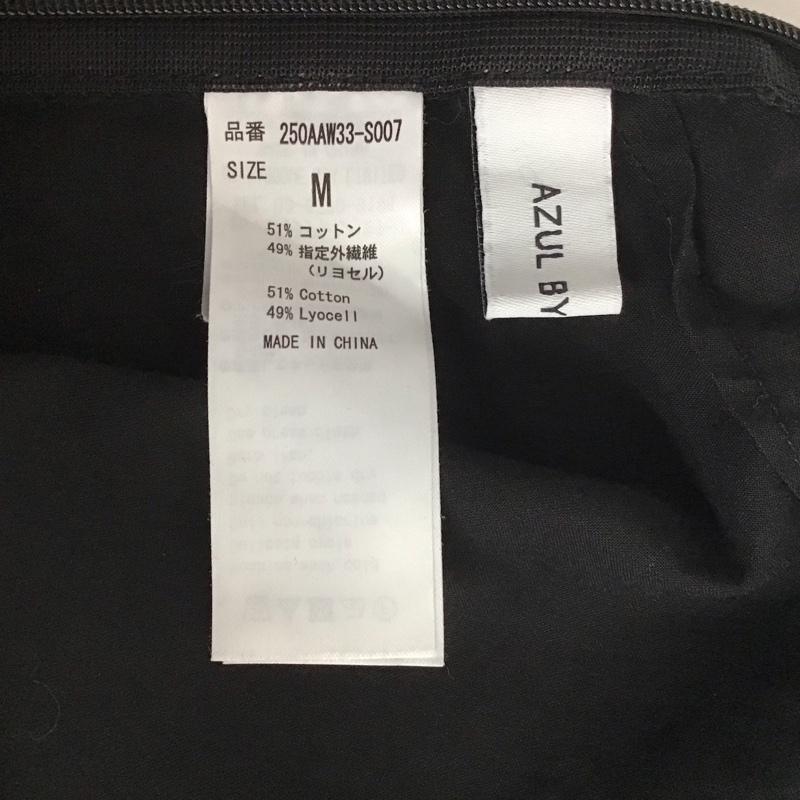 品番 250AAW33-S007
SIZE
M
51% コットン
49% 指定外繊維
(リヨセル)
51% Cotton
49% Lyocell
MADE IN CHINA
AZUL BY